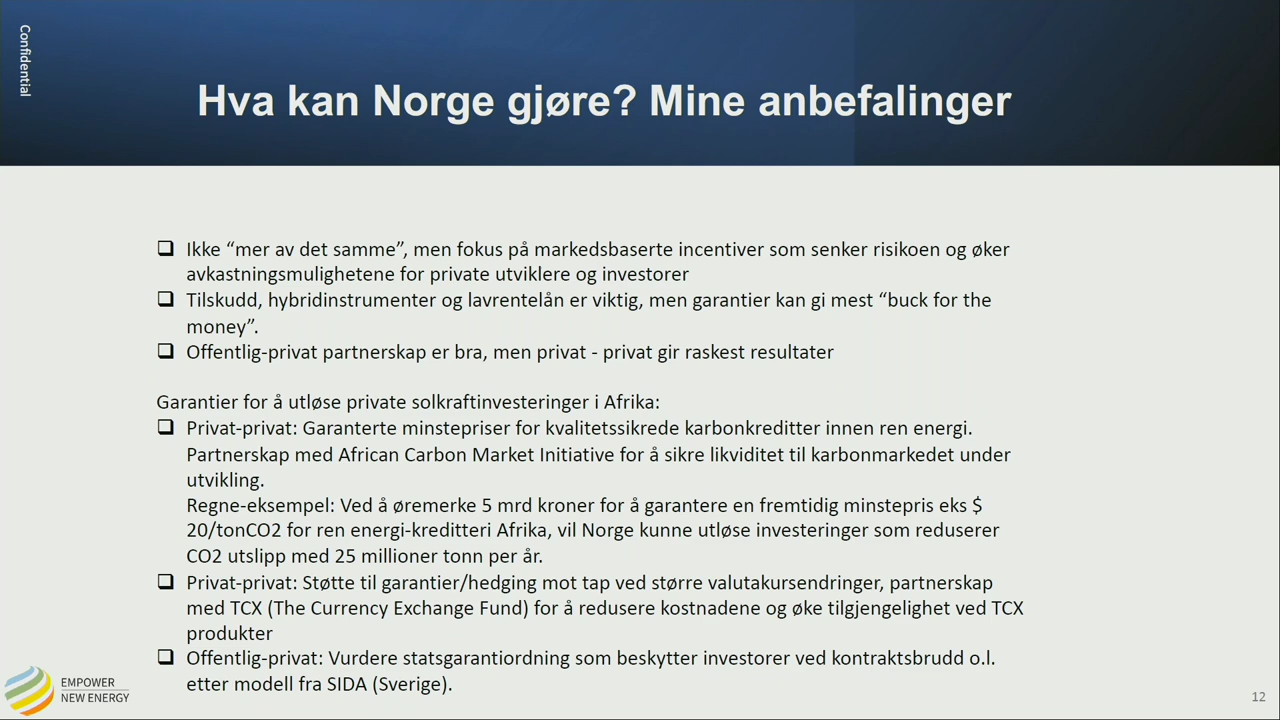 Confidential
Hva kan Norge gjøre? Mine anbefalinger
❑ Ikke “mer av det samme”, men fokus på markedsbaserte incentiver som senker risikoen og øker
avkastningsmulighetene for private utviklere og investorer
❑ Tilskudd, hybridinstrumenter og lavrentelån er viktig, men garantier kan gi mest “buck for the
money”.
❑ Offentlig-privat partnerskap er bra, men privat - privat gir raskest resultater
Garantier for å utløse private solkraftinvesteringer i Afrika:
❑ Privat-privat: Garanterte minstepriser for kvalitetssikrede karbonkreditter innen ren energi.
Partnerskap med African Carbon Market Initiative for å sikre likviditet til karbonmarkedet under
utvikling.
Regne-eksempel: Ved å øremerke 5 mrd kroner for å garantere en fremtidig minstepris eks $
20/tonCO2 for ren energi-kreditteri Afrika, vil Norge kunne utløse investeringer som reduserer
CO2 utslipp med 25 millioner tonn per år.
❑ Privat-privat: Støtte til garantier/hedging mot tap ved større valutakursendringer, partnerskap
med TCX (The Currency Exchange Fund) for å redusere kostnadene og øke tilgjengelighet ved TCX
produkter
❑ Offentlig-privat: Vurdere statsgarantiordning som beskytter investorer ved kontraktsbrudd o.l.
etter modell fra SIDA (Sverige).
EMPOWER
NEW ENERGY
12